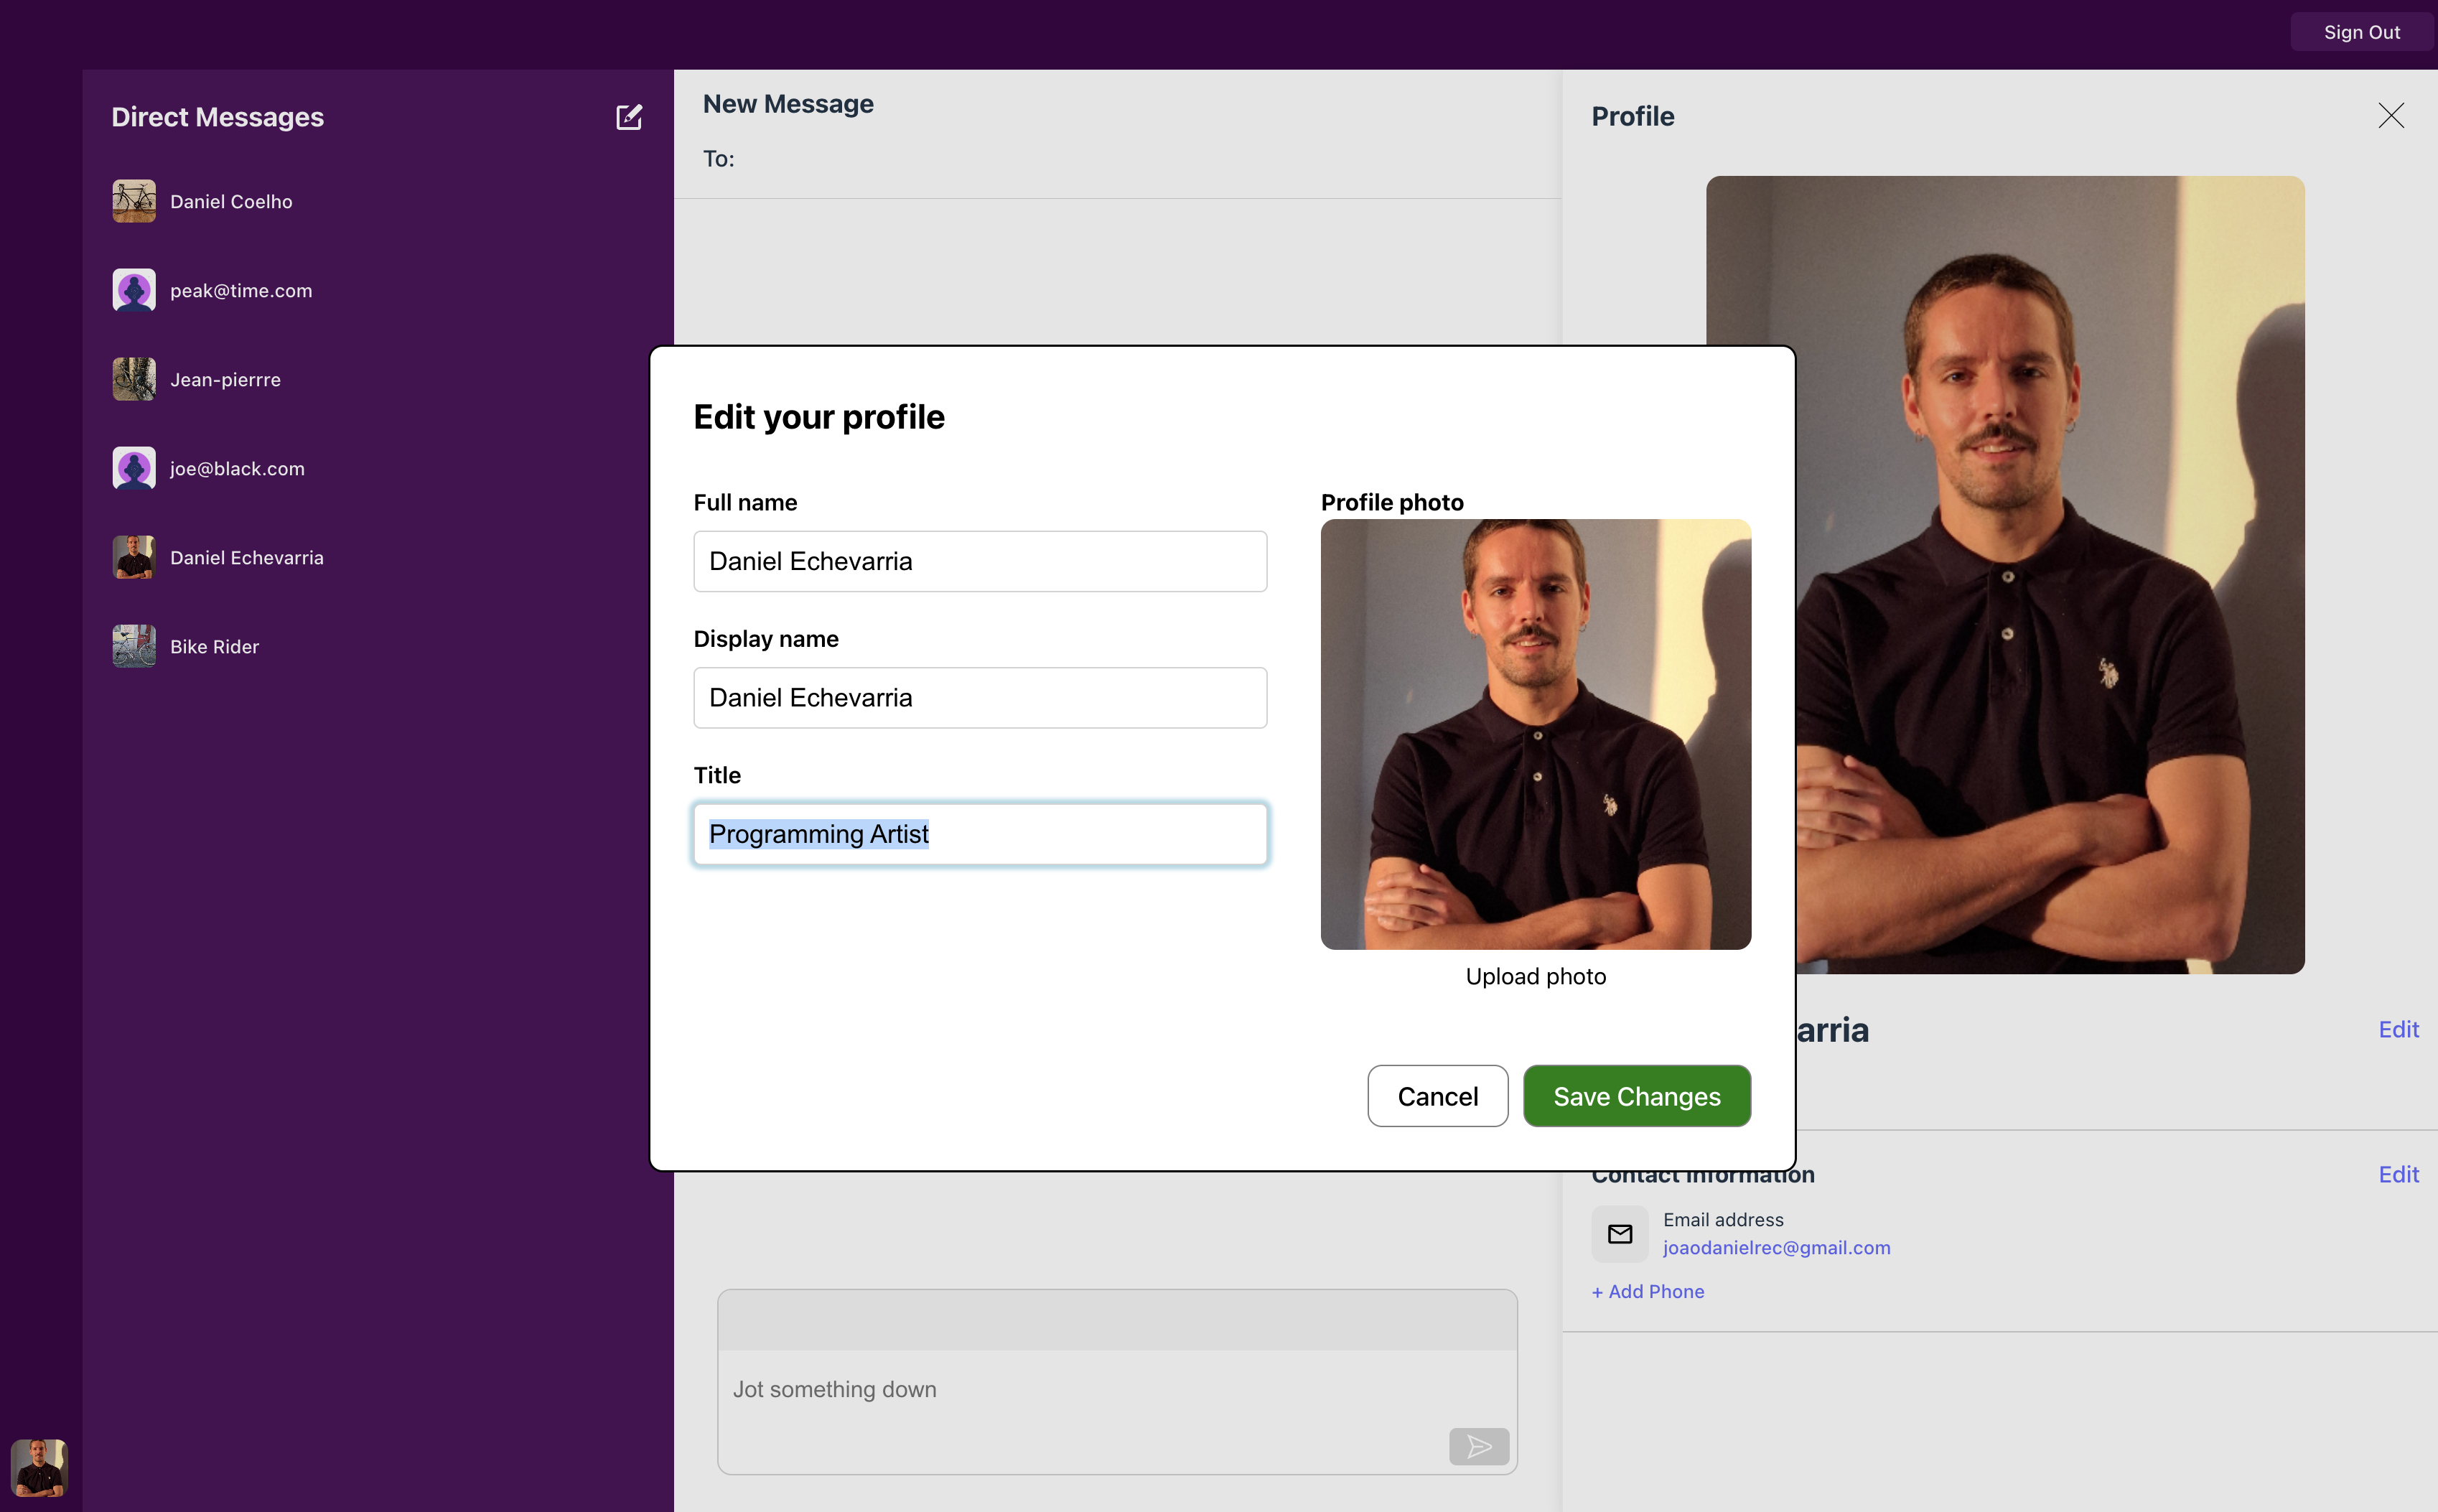 Sign Out
Direct Messages
Daniel Coelho
peak@time.com
Jean-pierrre
joe@black.com
Daniel Echevarria
Bike Rider
New Message
To:
Jot something down
Profile
Edit your profile
Full name
Daniel Echevarria
Display name
Daniel Echevarria
Title
Programming Artist
Profile photo
Upload photo
Cancel
Save Changes
arria
Edit
Contact Information
Edit
Email address
joaodanielrec@gmail.com
+ Add Phone